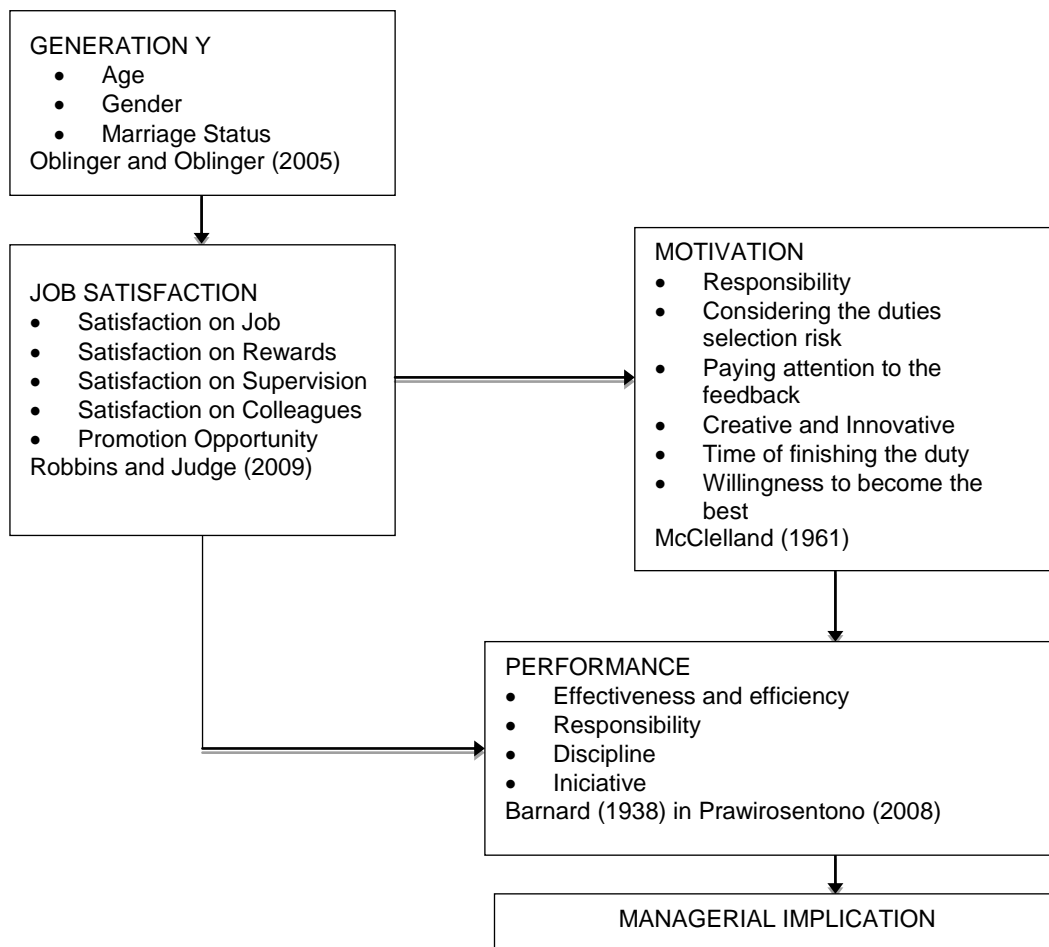 GENERATION Y
• Age
• Gender
• Marriage Status
Oblinger and Oblinger (2005)
JOB SATISFACTION
• Satisfaction on Job
• Satisfaction on Rewards
• Satisfaction on Supervision
• Satisfaction on Colleagues
• Promotion Opportunity
Robbins and Judge (2009)
MOTIVATION
• Responsibility
• Considering the duties
selection risk
• Paying attention to the
feedback
• Creative and Innovative
• Time of finishing the duty
• Willingness to become the
best
McClelland (1961)
PERFORMANCE
• Effectiveness and efficiency
• Responsibility
• Discipline
• Iniciative
Barnard (1938) in Prawirosentono (2008)
MANAGERIAL IMPLICATION